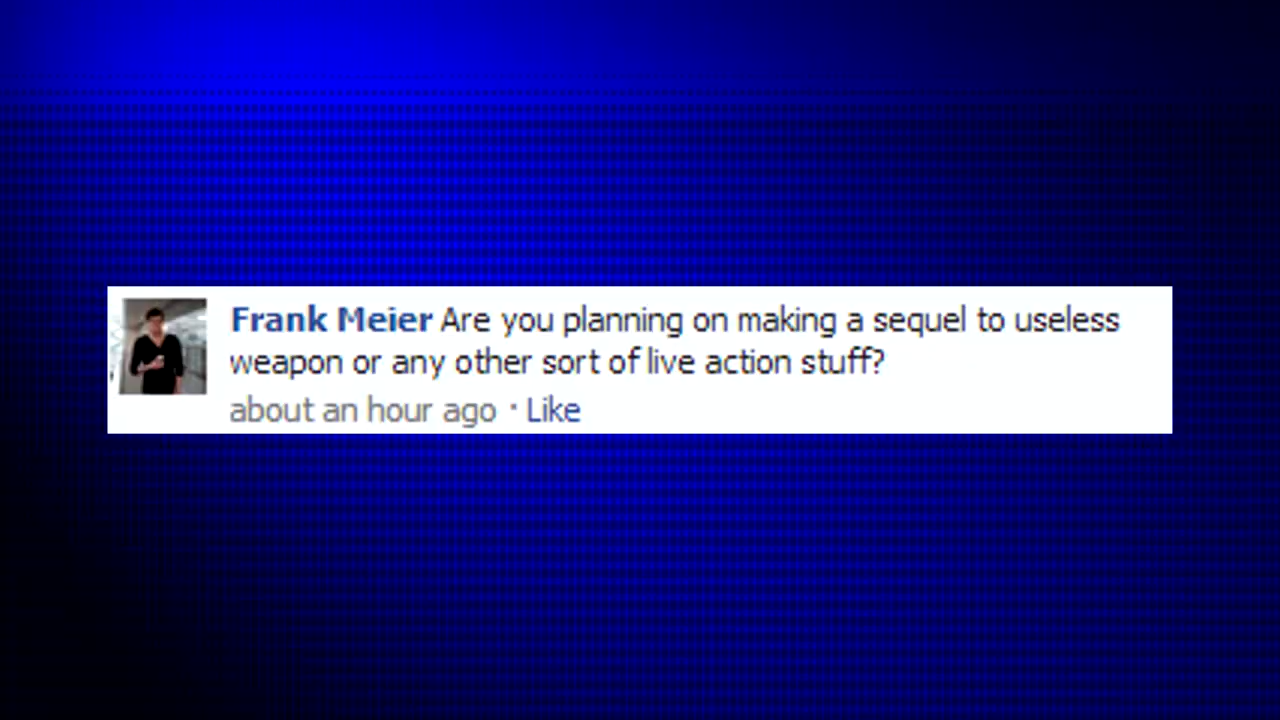 Frank Meier Are you planning on making a sequel to useless
weapon or any other sort of live action stuff?
about an hour ago · Like